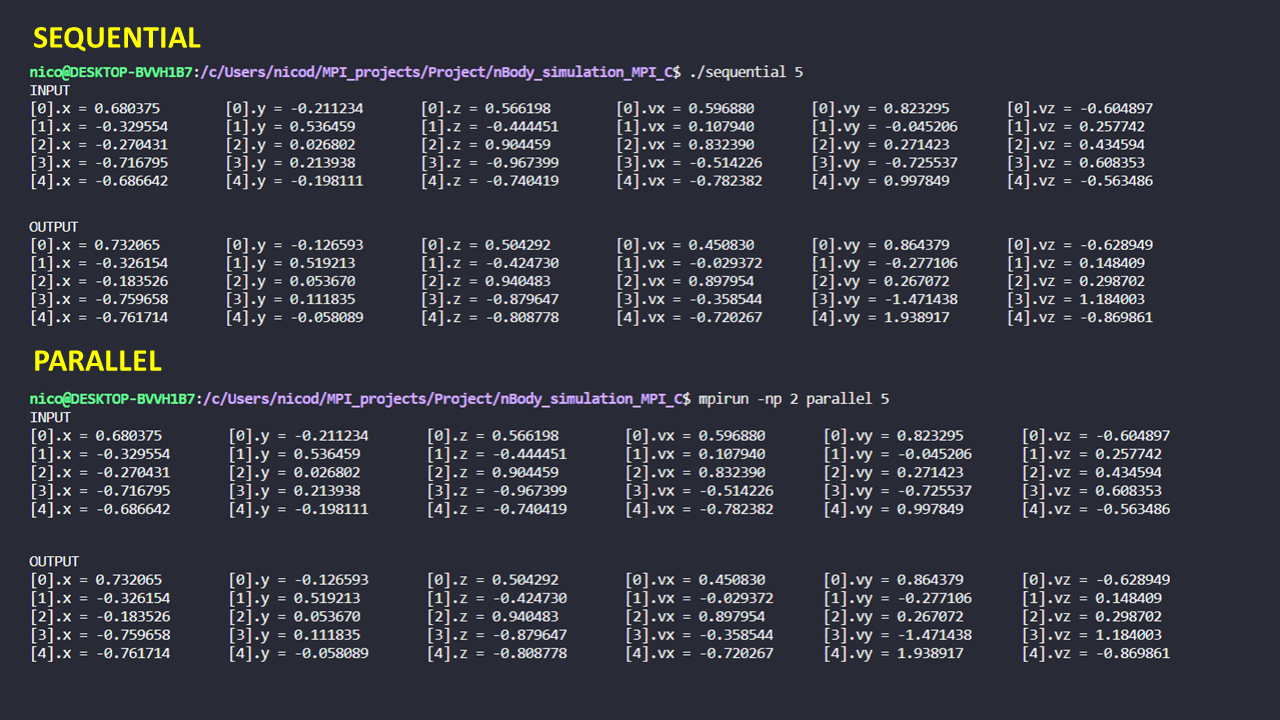 SEQUENTIAL
nico@DESKTOP-BVVH1B7:/c/Users/nicod/MPI_projects/Project/nBody_simulation_MPI_C$ ./sequential 5
INPUT
[0].x = 0.680375 [0].y = -0.211234 [0].z = 0.566198 [0].vx = 0.596880 [0].vy = 0.823295 [0].vz = -0.604897
[1].x = -0.329554 [1].y = 0.536459 [1].z = -0.444451 [1].vx = 0.107940 [1].vy = -0.045206 [1].vz = 0.257742
[2].x = -0.270431 [2].y = 0.026802 [2].z = 0.904459 [2].vx = 0.832390 [2].vy = 0.271423 [2].vz = 0.434594
[3].x = -0.716795 [3].y = 0.213938 [3].z = -0.967399 [3].vx = -0.514226 [3].vy = -0.725537 [3].vz = 0.608353
[4].x = -0.686642 [4].y = -0.198111 [4].z = -0.740419 [4].vx = -0.782382 [4].vy = 0.997849 [4].vz = -0.563486
OUTPUT
[0].x = 0.732065 [0].y = -0.126593 [0].z = 0.504292 [0].vx = 0.450830 [0].vy = 0.864379 [0].vz = -0.628949
[1].x = -0.326154 [1].y = 0.519213 [1].z = -0.424730 [1].vx = -0.029372 [1].vy = -0.277106 [1].vz = 0.148409
[2].x = -0.183526 [2].y = 0.053670 [2].z = 0.940483 [2].vx = 0.897954 [2].vy = 0.267072 [2].vz = 0.298702
[3].x = -0.759658 [3].y = 0.111835 [3].z = -0.879647 [3].vx = -0.358544 [3].vy = -1.471438 [3].vz = 1.184003
[4].x = -0.761714 [4].y = -0.058089 [4].z = -0.808778 [4].vx = -0.720267 [4].vy = 1.938917 [4].vz = -0.869861
PARALLEL
nico@DESKTOP-BVVH1B7:/c/Users/nicod/MPI_projects/Project/nBody_simulation_MPI_C$ mpirun -np 2 parallel 5
INPUT
[0].x = 0.680375 [0].y = -0.211234 [0].z = 0.566198 [0].vx = 0.596880 [0].vy = 0.823295 [0].vz = -0.604897
[1].x = -0.329554 [1].y = 0.536459 [1].z = -0.444451 [1].vx = 0.107940 [1].vy = -0.045206 [1].vz = 0.257742
[2].x = -0.270431 [2].y = 0.026802 [2].z = 0.904459 [2].vx = 0.832390 [2].vy = 0.271423 [2].vz = 0.434594
[3].x = -0.716795 [3].y = 0.213938 [3].z = -0.967399 [3].vx = -0.514226 [3].vy = -0.725537 [3].vz = 0.608353
[4].x = -0.686642 [4].y = -0.198111 [4].z = -0.740419 [4].vx = -0.782382 [4].vy = 0.997849 [4].vz = -0.563486
OUTPUT
[0].x = 0.732065 [0].y = -0.126593 [0].z = 0.504292 [0].vx = 0.450830 [0].vy = 0.864379 [0].vz = -0.628949
[1].x = -0.326154 [1].y = 0.519213 [1].z = -0.424730 [1].vx = -0.029372 [1].vy = -0.277106 [1].vz = 0.148409
[2].x = -0.183526 [2].y = 0.053670 [2].z = 0.940483 [2].vx = 0.897954 [2].vy = 0.267072 [2].vz = 0.298702
[3].x = -0.759658 [3].y = 0.111835 [3].z = -0.879647 [3].vx = -0.358544 [3].vy = -1.471438 [3].vz = 1.184003
[4].x = -0.761714 [4].y = -0.058089 [4].z = -0.808778 [4].vx = -0.720267 [4].vy = 1.938917 [4].vz = -0.869861